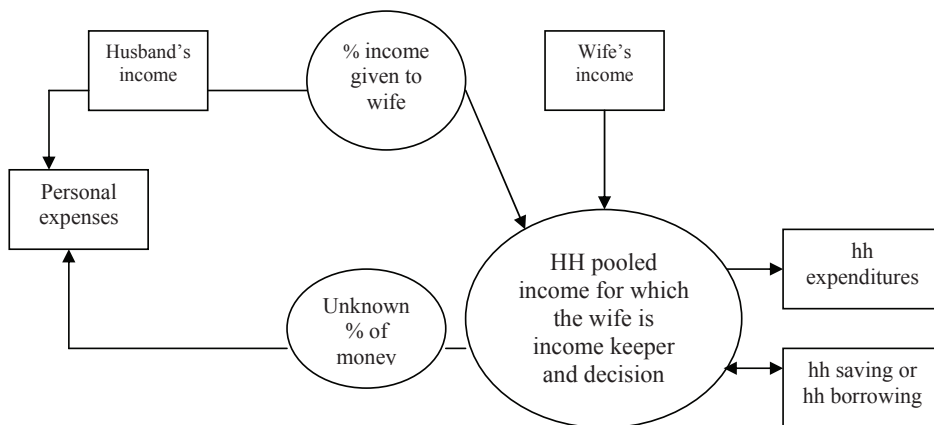 Husband's
income
% income
given to
wife
Wife's
income
Personal
expenses
HH pooled
income for which
the wife is
income keeper
and decision
hh
expenditures
Unknown
% of
money
hh saving or
hh borrowing